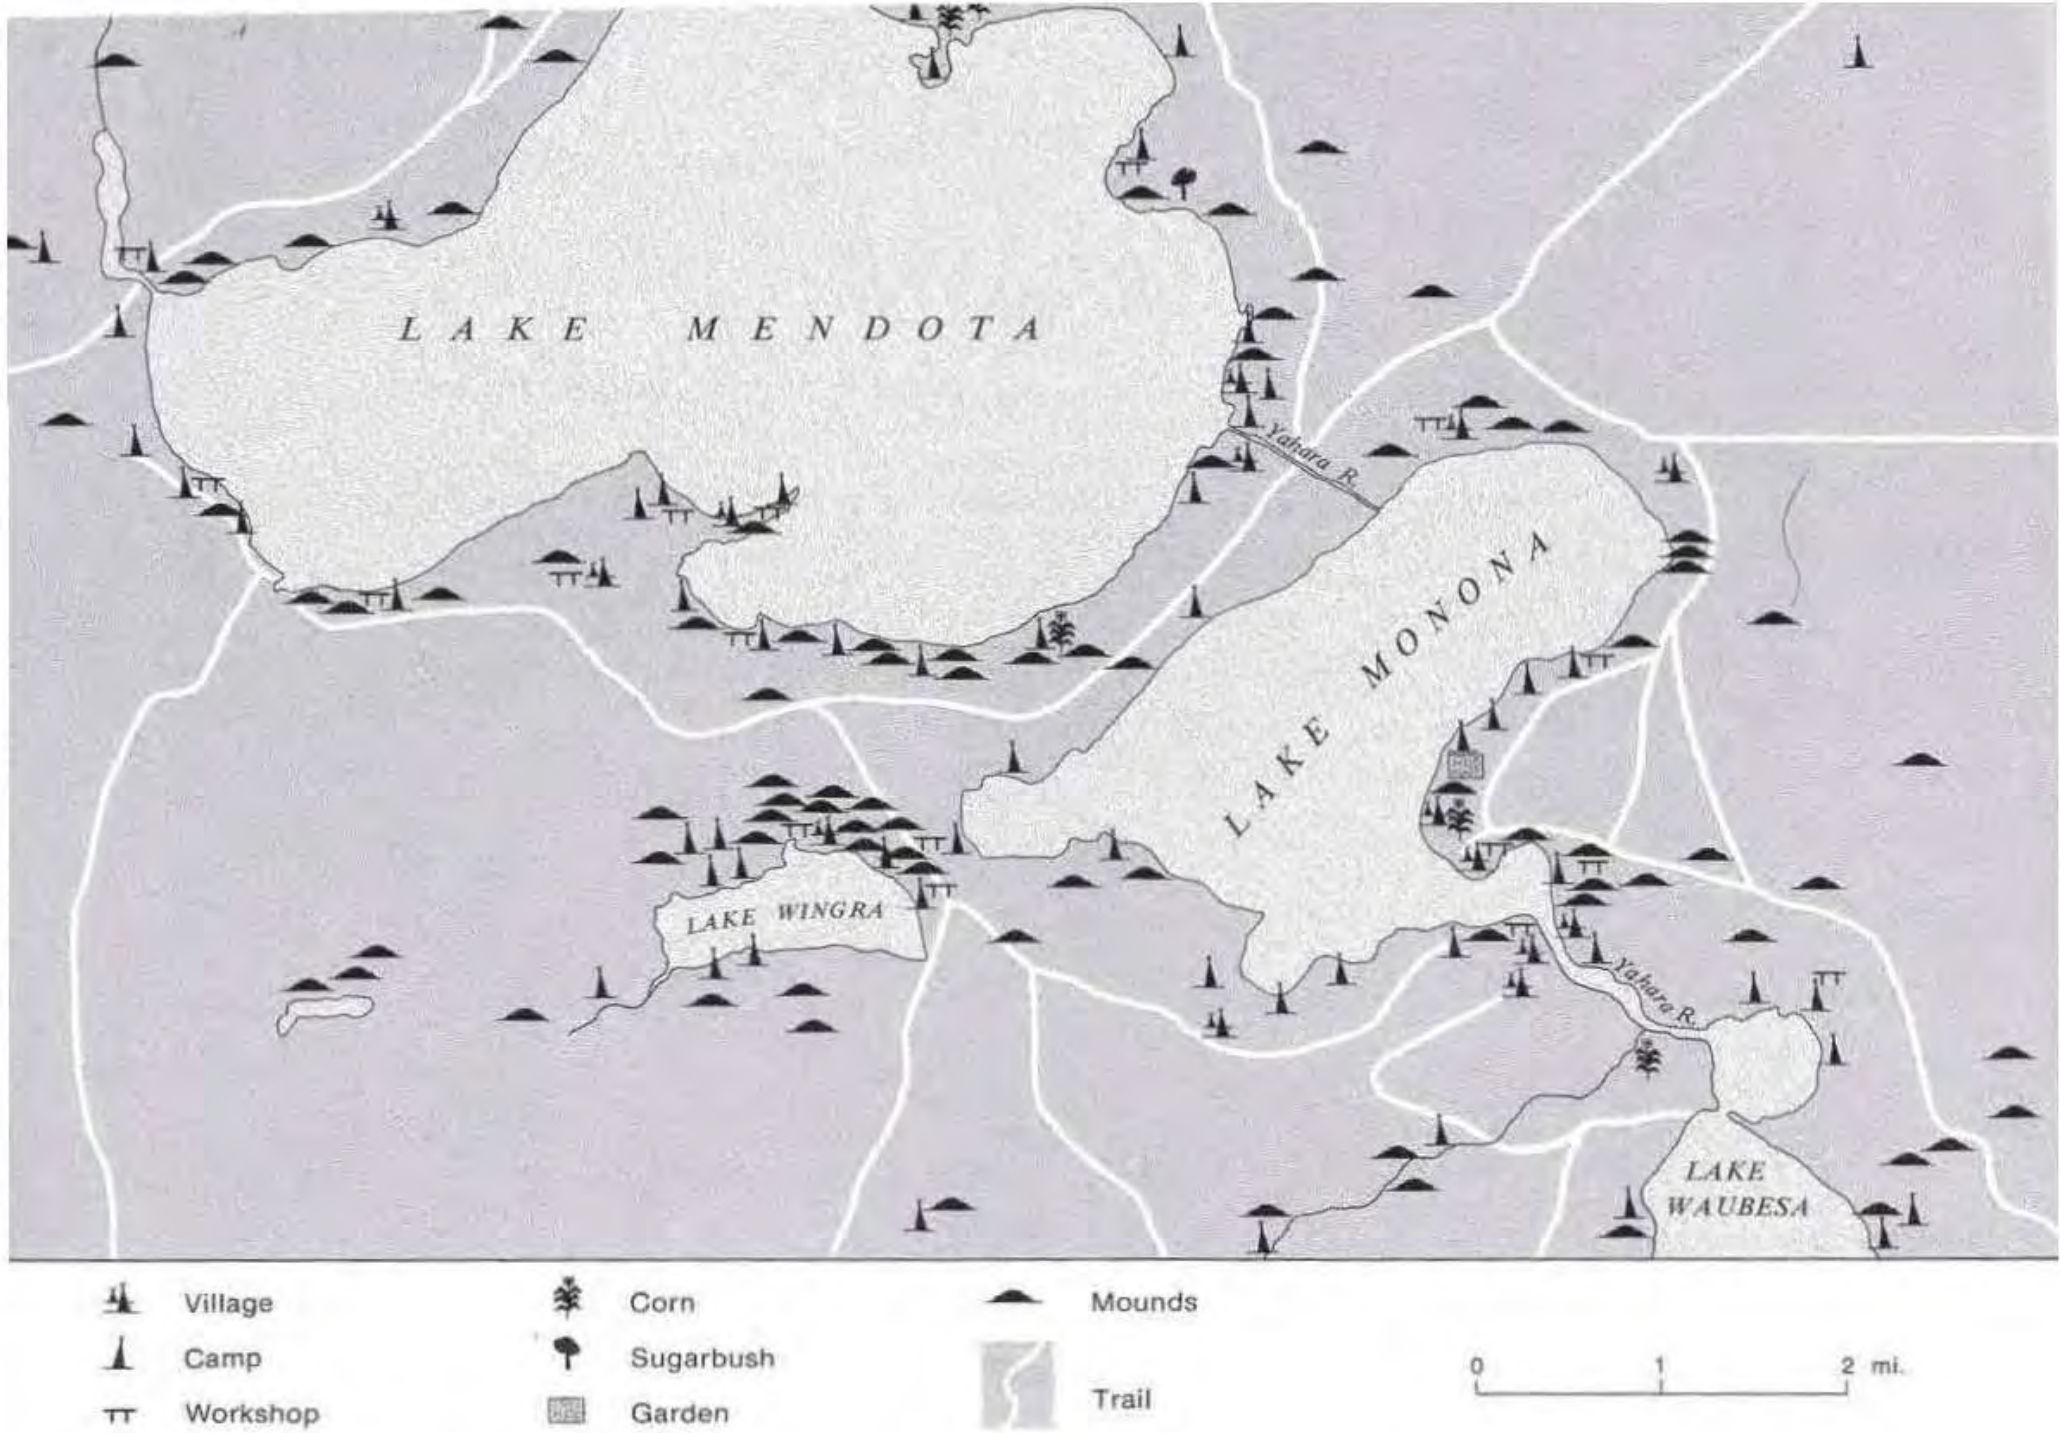 LAKE MENDOTA
Yahara R.
LAKE MONONA
LAKE WINGRA
Yahara R.
LAKE
WAUBESA
Village
Corn
Mounds
Camp
Sugarbush
Workshop
Garden
Trail
0 1 2 mi.